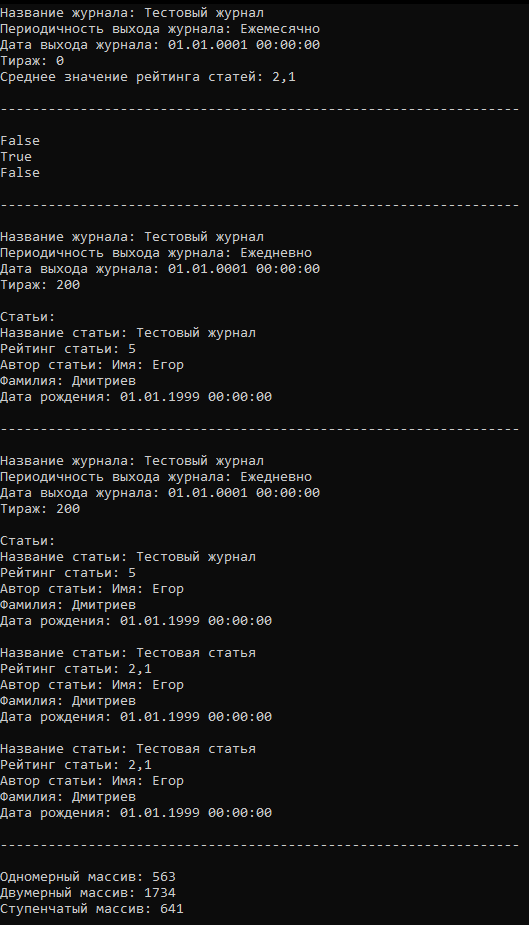 Название журнала: Тестовый журнал
Периодичность выхода журнала: Ежемесячно
Дата выхода журнала: 01.01.0001 00:00:00
Тираж: 0
Среднее значение рейтинга статей: 2,1
-----------------------------------------------------------------
False
True
False
-----------------------------------------------------------------
Название журнала: Тестовый журнал
Периодичность выхода журнала: Ежедневно
Дата выхода журнала: 01.01.0001 00:00:00
Тираж: 200
Статьи:
Название статьи: Тестовый журнал
Рейтинг статьи: 5
Автор статьи: Имя: Егор
Фамилия: Дмитриев
Дата рождения: 01.01.1999 00:00:00
-----------------------------------------------------------------
Название журнала: Тестовый журнал
Периодичность выхода журнала: Ежедневно
Дата выхода журнала: 01.01.0001 00:00:00
Тираж: 200
Статьи:
Название статьи: Тестовый журнал
Рейтинг статьи: 5
Автор статьи: Имя: Егор
Фамилия: Дмитриев
Дата рождения: 01.01.1999 00:00:00
Название статьи: Тестовая статья
Рейтинг статьи: 2,1
Автор статьи: Имя: Егор
Фамилия: Дмитриев
Дата рождения: 01.01.1999 00:00:00
Название статьи: Тестовая статья
Рейтинг статьи: 2,1
Автор статьи: Имя: Егор
Фамилия: Дмитриев
Дата рождения: 01.01.1999 00:00:00
-----------------------------------------------------------------
Одномерный массив: 563
Двумерный массив: 1734
Ступенчатый массив: 641